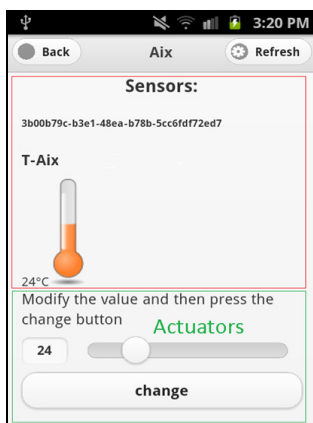 3:20 PM
Back
Aix
Refresh
Sensors:
3b00b79c-b3e1-48ea-b78b-5cc6fdf72ed7
T-Aix
24°C
Modify the value and then press the
change button
Actuators
24
change